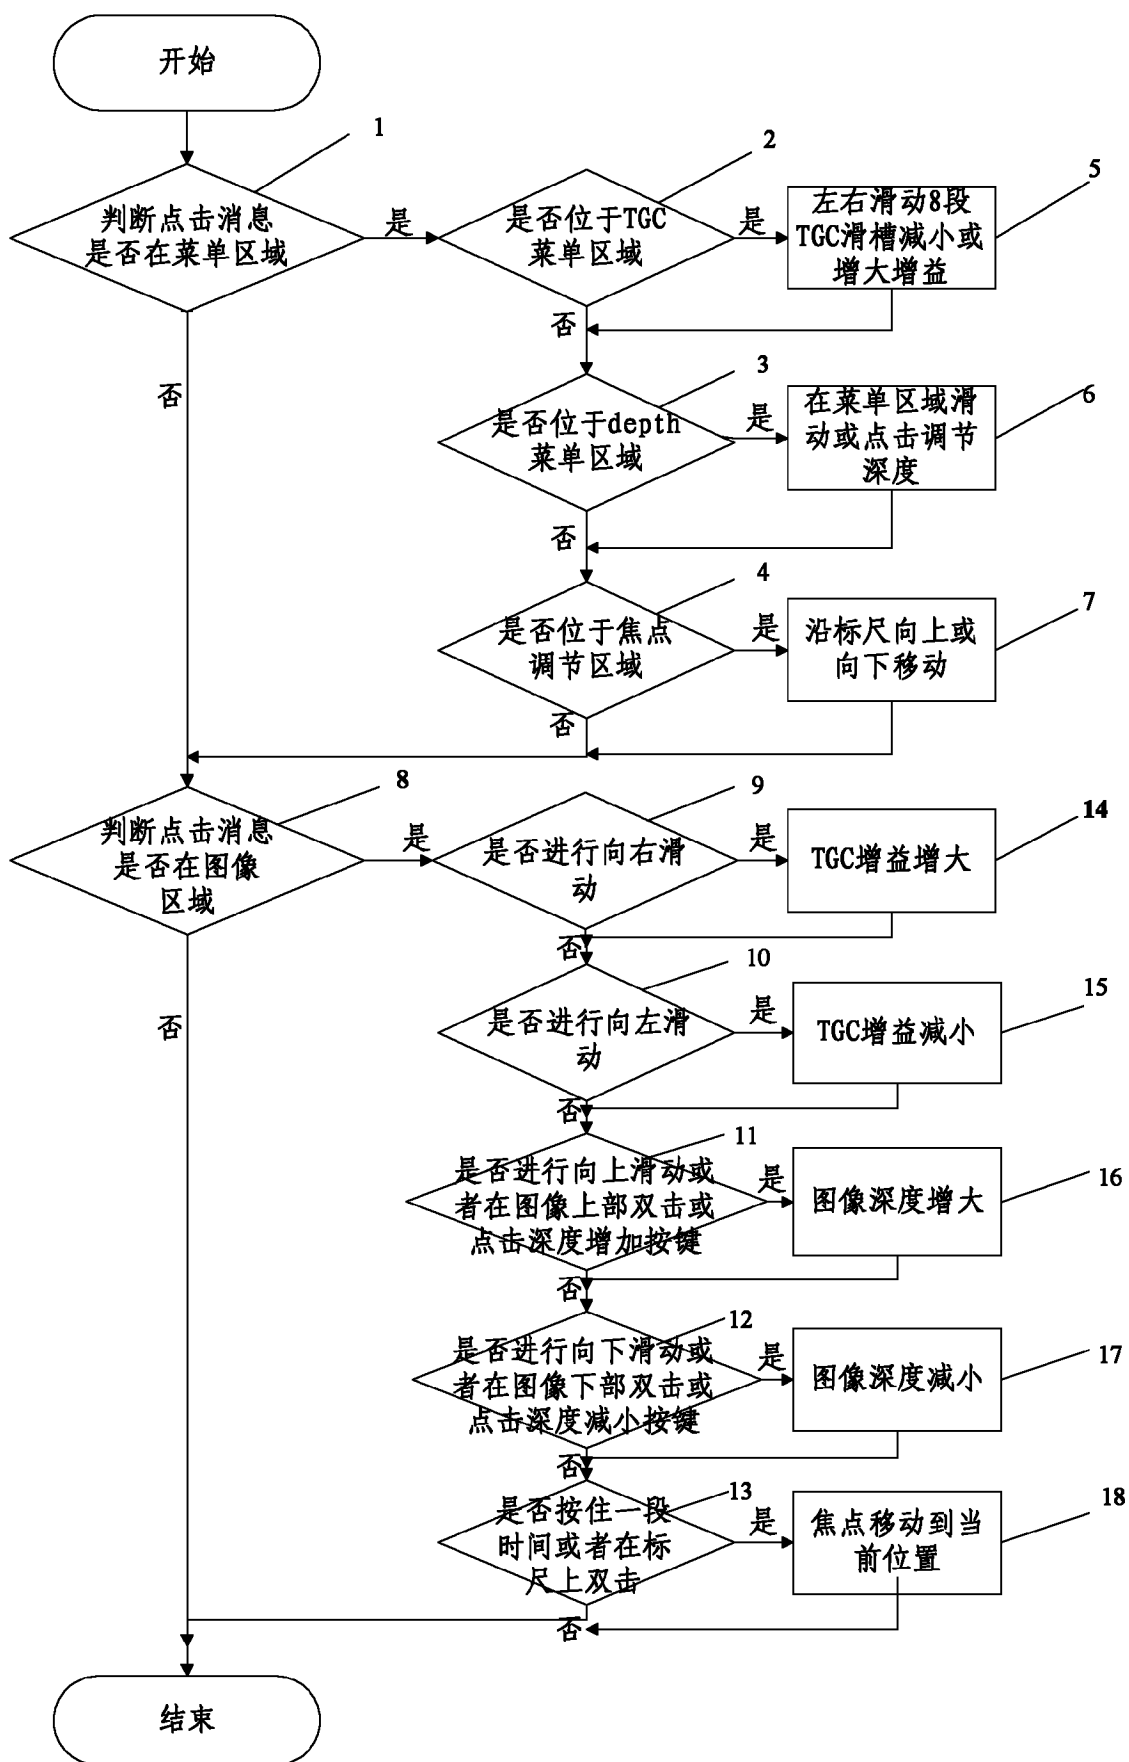 开始
1
判断点击消息
是否在菜单区域
是
2
是否位于TGC
菜单区域
是
5
左右滑动8段
TGC滑槽减小或
增大增益
否
否
3
是否位于depth
菜单区域
是
6
在菜单区域滑
动或点击调节
深度
否
4
是否位于焦点
调节区域
是
7
沿标尺向上或
向下移动
否
8
判断点击消息
是否在图像
区域
是
9
是否进行向右滑
动
是
14
TGC增益增大
否
否
10
是否进行向左滑
动
是
15
TGC增益减小
否
11
是否进行向上滑动或
者在图像上部双击或
点击深度增加按键
是
16
图像深度增大
否
12
是否进行向下滑动或
者在图像下部双击或
点击深度减小按键
是
17
图像深度减小
否
13
是否按住一段
时间或者在标
尺上双击
是
18
焦点移动到当
前位置
否
结束